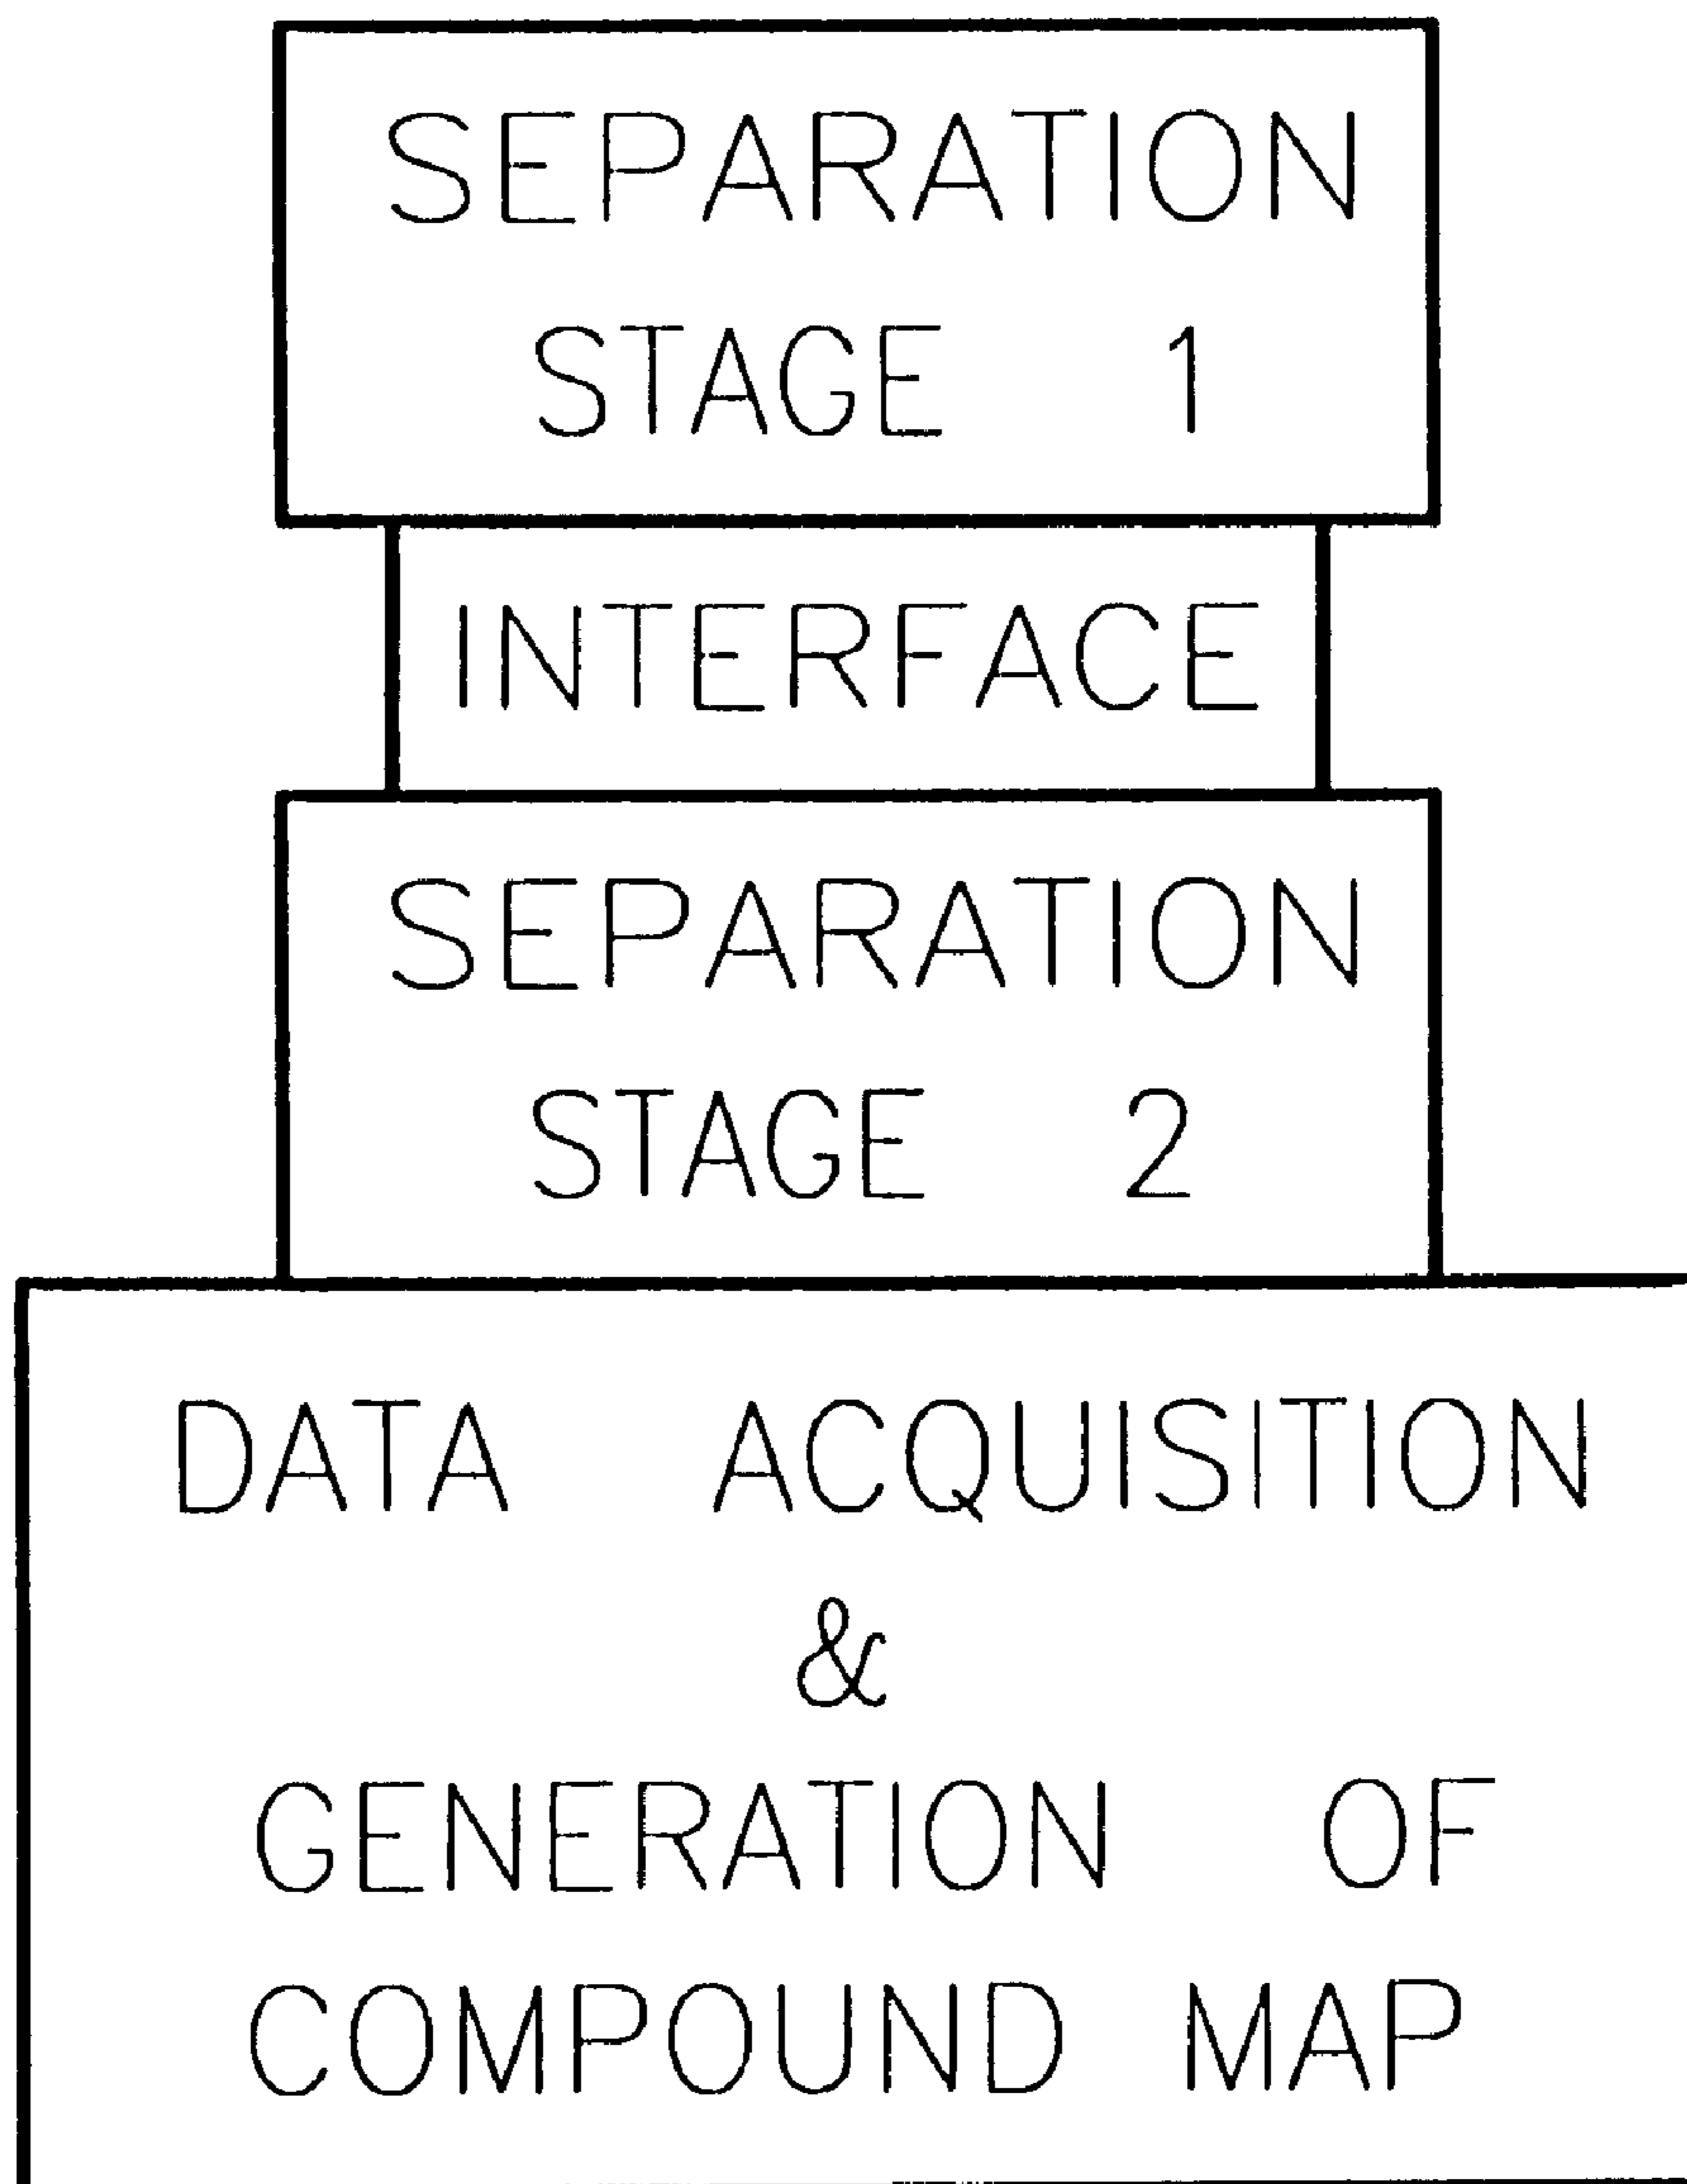 SEPARATION
STAGE 1
INTERFACE
SEPARATION
STAGE 2
DATA ACQUISITION
&
GENERATION OF
COMPOUND MAP